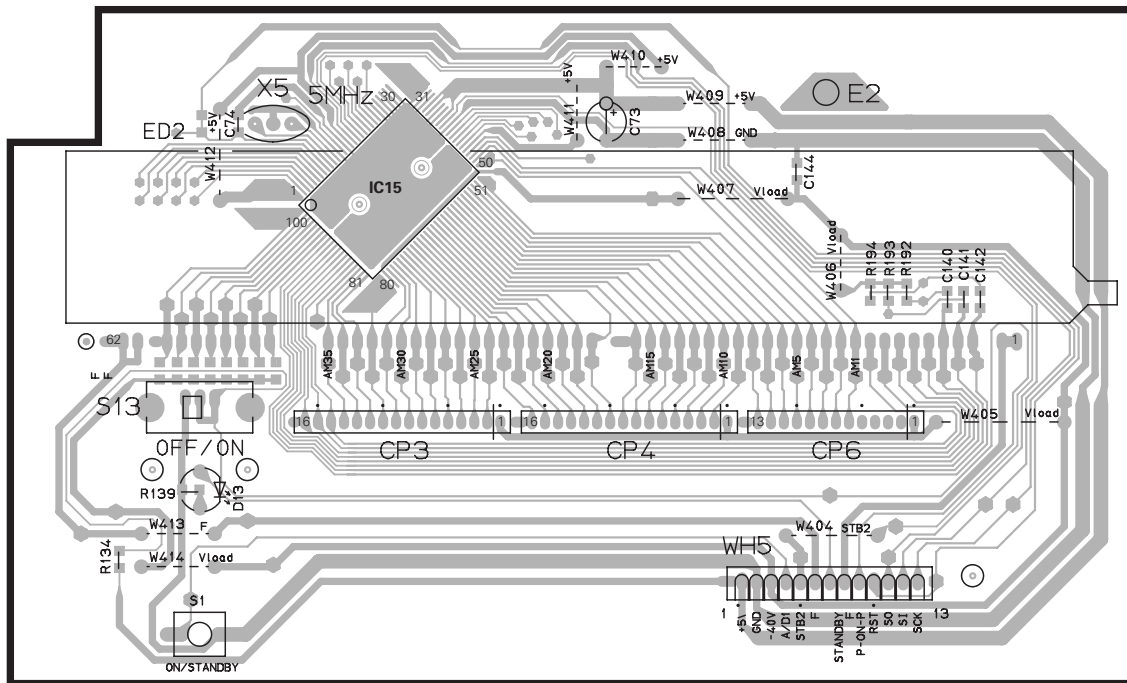 W410
+5V
X5
5MHz
30
31
+5V
W409
+5V
E2
ED2
+5V
C74
W411
C73
+
W408
GND
W412
50
C144
1
IC15
51
W407
Vload
100
Vload
W406
R194
R193
R192
C140
C141
C142
81
80
62
1
F
F
AM35
AM30
AM25
AM20
AM15
AM10
AM5
AM1
S13
16
1
16
1
13
1
W405
Vload
OFF/ON
CP3
CP4
CP6
R139
D13
W413
F
W404
STB2
R134
W414
Vload
WH5
S1
1
13
+5V
GND
-40V
A/D1
STB2
F
STANDBY
F
P-ON-P
RST
SO
SI
SCK
ON/STANDBY